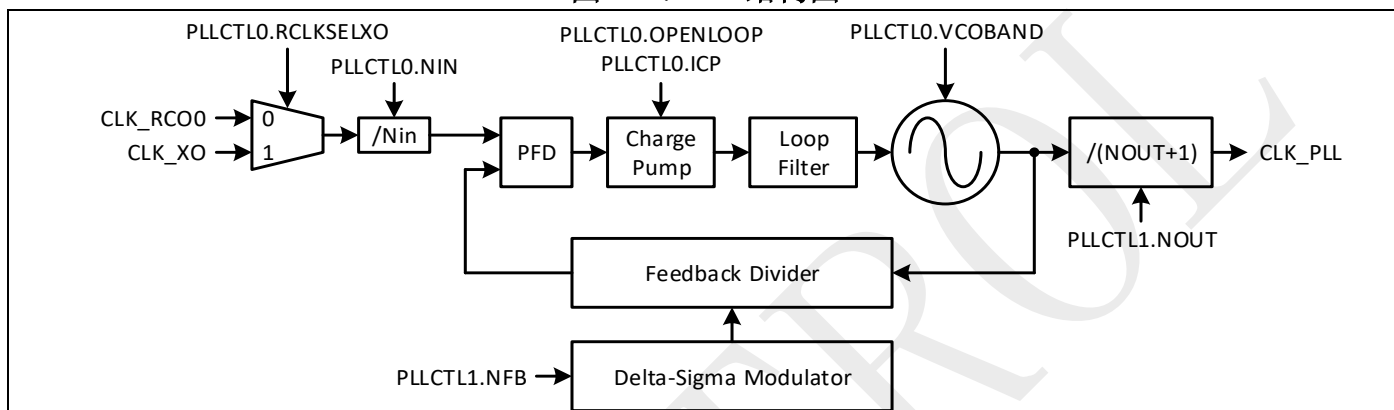 PLLCTL0.RCLKSELXO
PLLCTL0.OPENLOOP
PLLCTL0.ICP
PLLCTL0.VCOBAND
PLLCTL0.NIN
CLK_RCO0
0
CLK_XO
1
/Nin
PFD
Charge
Pump
Loop
Filter
/(NOUT+1)
CLK_PLL
PLLCTL1.NOUT
Feedback Divider
PLLCTL1.NFB
Delta-Sigma Modulator